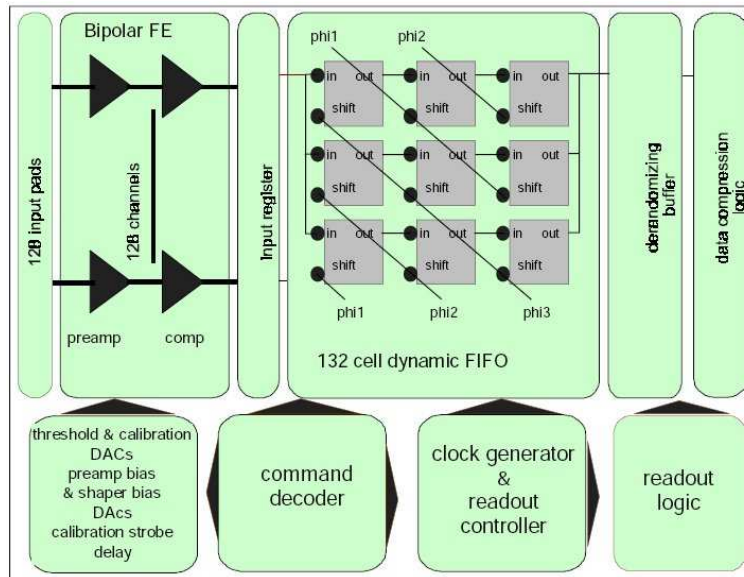 Bipolar FE
phi1
phi2
in out
in out
in out
shift
shift
shift
in out
in out
in out
shift
shift
shift
in out
in out
in out
shift
shift
shift
phi1
phi2
phi3
128 input pads
128 channels
preamp
comp
Input register
132 cell dynamic FIFO
derandomizing
buffer
data compression
logic
threshold & calibration
DACs
preamp bias
& shaper bias
DAcs
calibration strobe
delay
command
decoder
clock generator
&
readout
controller
readout
logic